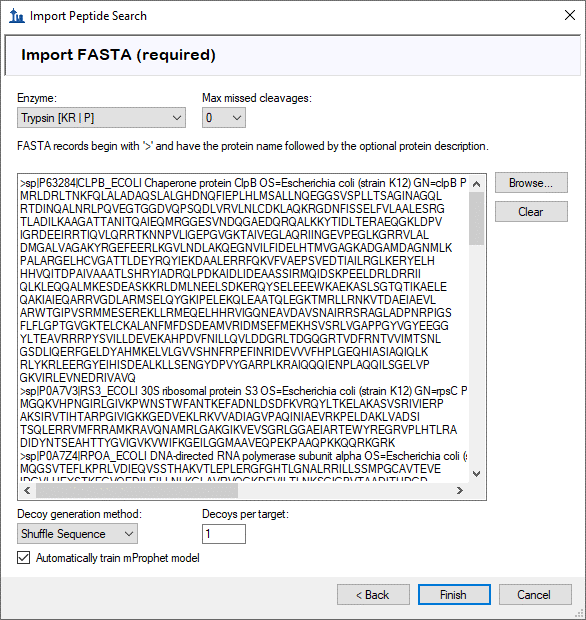 Import Peptide Search
Import FASTA (required)
Enzyme:
Max missed cleavages:
Trypsin [KR | P]
0
FASTA records begin with '>' and have the protein name followed by the optional protein description.
>sp|P63284|CLPB_ECOLI Chaperone protein ClpB OS=Escherichia coli (strain K12) GN=clpB P
MRLDRLTNKFQLALADAQSLALGHDNQFIEPLHLMSALLNQEGGSVSPLLTSAGINAGQL
RTDINQALNRLPQVEGTGGDVQPSQDLVRVLNLCDKLAQKRGDNFISSELFVLAALESRG
TLADILKAAGATTANITQAIEQMRGGESVNDQGAEDQRQALKKYTIDLTERAEQGKLDPV
IGRDEEIRRTIQVLQRRTKNNPVLIGEPGVGKTAIVEGLAQRIINGEVPEGLKGRRVLAL
DMGALVAGAKYRGEFEERLKGVLNDLAKQEGNVILFIDELHTMVGAGKADGAMDAGNMLK
PALARGELHCVGATTLDEYRQYIEKDAALERRFQKVFVAEPSVEDTIAILRGLKERYELH
HHVQITDPAIVAAATLSHRYIADRQLPDKAIDLIDEAASSIRMQIDSKPEELDRLDRRII
QLKLEQQALMKESDEASKKRLDMLNEELSDKERQYSELEEEWKAEKASLSGTQTIKAELE
QAKIAIEQARRVGDLARMSELQYGKIPELEKQLEAATQLEGKTMRLLRNKVTDAEIAEVL
ARWTGIPVSRMMESEREKLLRMEQELHHRVIGQNEAVDAVSNAIRRSRAGLADPNRPIGS
FLFLGPTGVGKTELCKALANFMFDSDEAMVRIDMSEFMEKHSVSRLVGAPPGYVGYEEGG
YLTEAVRRRPYSVILLDEVEKAHPDVFNILLQVLDDGRLTDGQGRTVDFRNTVVIMTSNL
GSDLIQERFGELDYAHMKELVLGVVSHNFRPEFINRIDEVVVFHPLGEQHIASIAQIQLK
RLYKRLEERGYEIHISDEALKLLSENGYDPVYGARPLKRAIQQQIENPLAQQILSGELVP
GKVIRLEVNEDRIVAVQ
>sp|P0A7V3|RS3_ECOLI 30S ribosomal protein S3 OS=Escherichia coli (strain K12) GN=rpsC P
MGQKVHPNGIRLGIVKPWNSTWFANTKEFADNLDSDFKVRQYLTKELAKASVSRIVIERP
AKSIRVTIHTARPGIVIGKKGEDVEKLRKVVADIAGVPAQINIAEVRKPELDAKLVADSI
TSQLERRVMFRRAMKRAVQNAMRLGAKGIKVEVSGRLGGAEIARTEWYREGRVPLHTLRA
DIDYNTSEAHTTYGVIGVKVWIFKGEILGGMAAVEQPEKPAAQPKKQQRKGRK
>sp|P0A7Z4|RPOA_ECOLI DNA-directed RNA polymerase subunit alpha OS=Escherichia coli (s
MQGSVTEFLKPRLVDIEQVSSTHAKVTLEPLERGFGHTLGNALRRILLSSMPGCAVTEVE
Browse...
Clear
Decoy generation method:
Decoys per target:
Shuffle Sequence
1
Automatically train mProphet model
< Back
Finish
Cancel